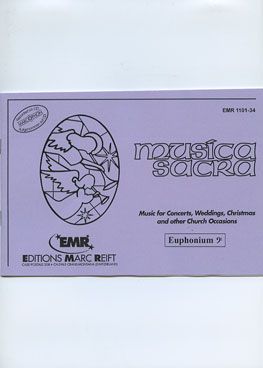 EMR 1101-34
musica
sacra
Music for Concerts, Weddings, Christmas
and other Church Occasions
Euphonium
EMR
EDITIONS MARC REIFT